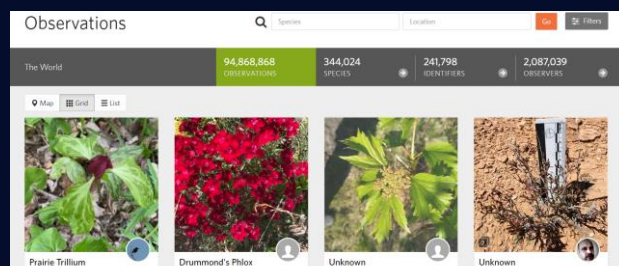 Observations
Species
Location
Go
Filters
The World
94,868,868
OBSERVATIONS
344,024
SPECIES
241,798
IDENTIFIERS
2,087,039
OBSERVERS
Map
Grid
List
Prairie Trillium
Drummond's Phlox
Unknown
Unknown